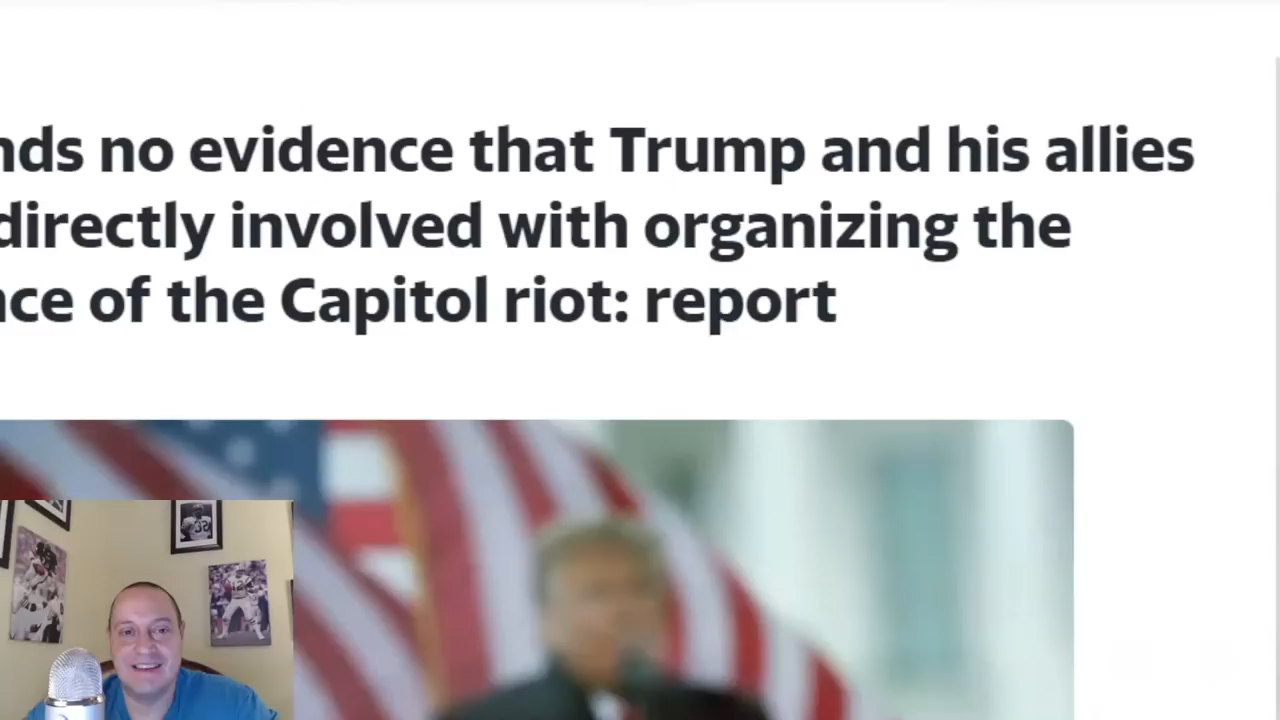 nds no evidence that Trump and his allies
directly involved with organizing the
nce of the Capitol riot: report
32